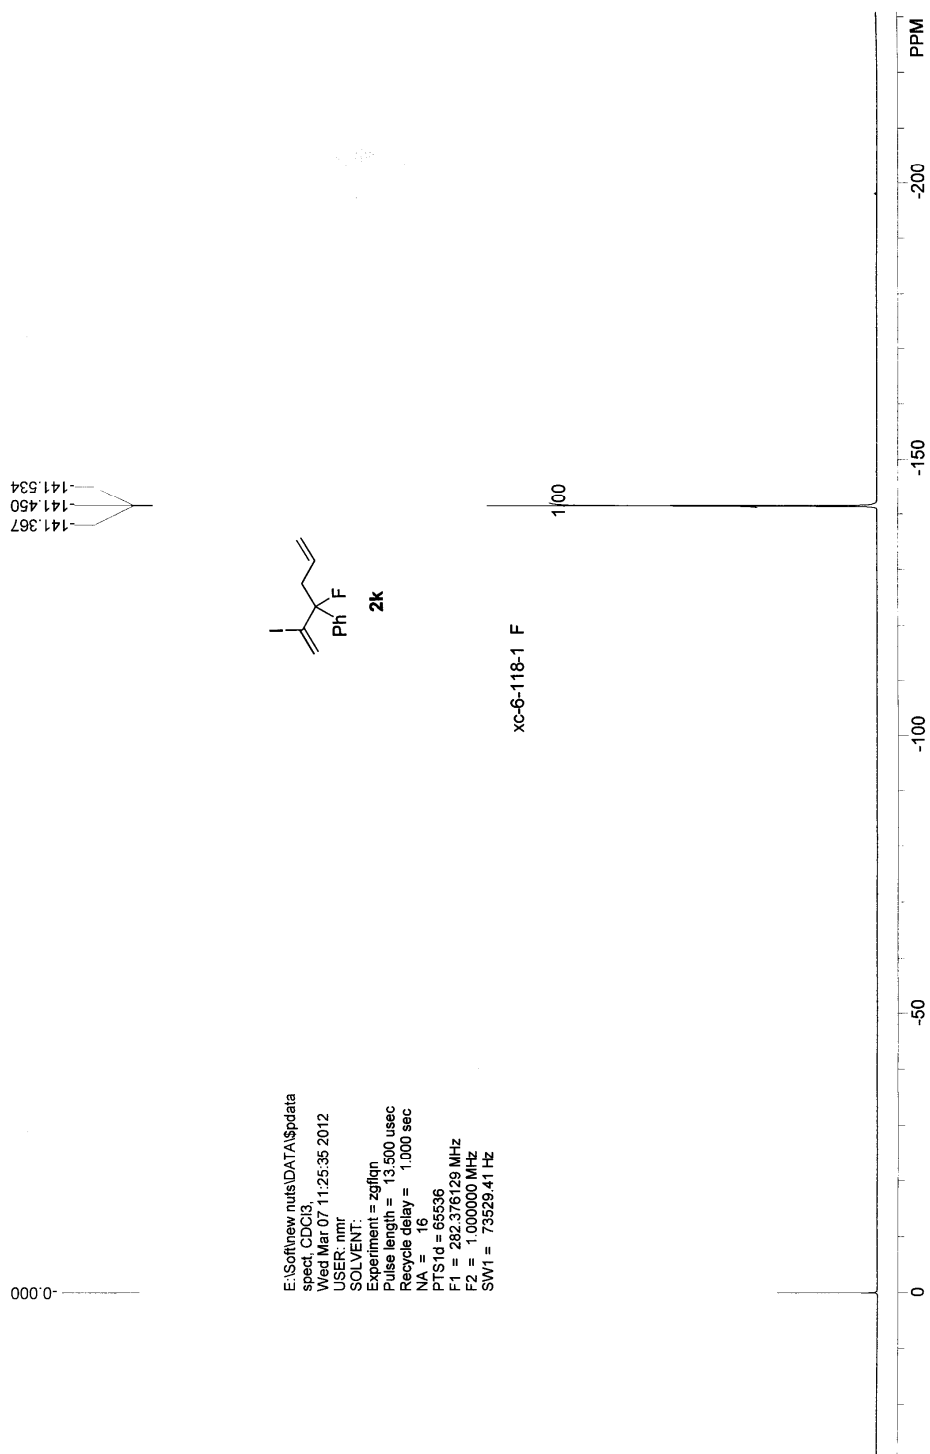 -0.000
-141.367
-141.450
-141.534
E:\Soft\new nuts\DATA\$pdata
spect, CDCl3,
Wed Mar 07 11:25:35 2012
USER: nmr
SOLVENT:
Experiment = zgflqn
Pulse length = 13.500 usec
Recycle delay = 1.000 sec
NA = 16
PTS1d = 65536
F1 = 282.376129 MHz
F2 = 1.000000 MHz
SW1 = 73529.41 Hz
I
Ph
F
2k
xc-6-118-1 F
1.00
0
-50
-100
-150
-200
PPM